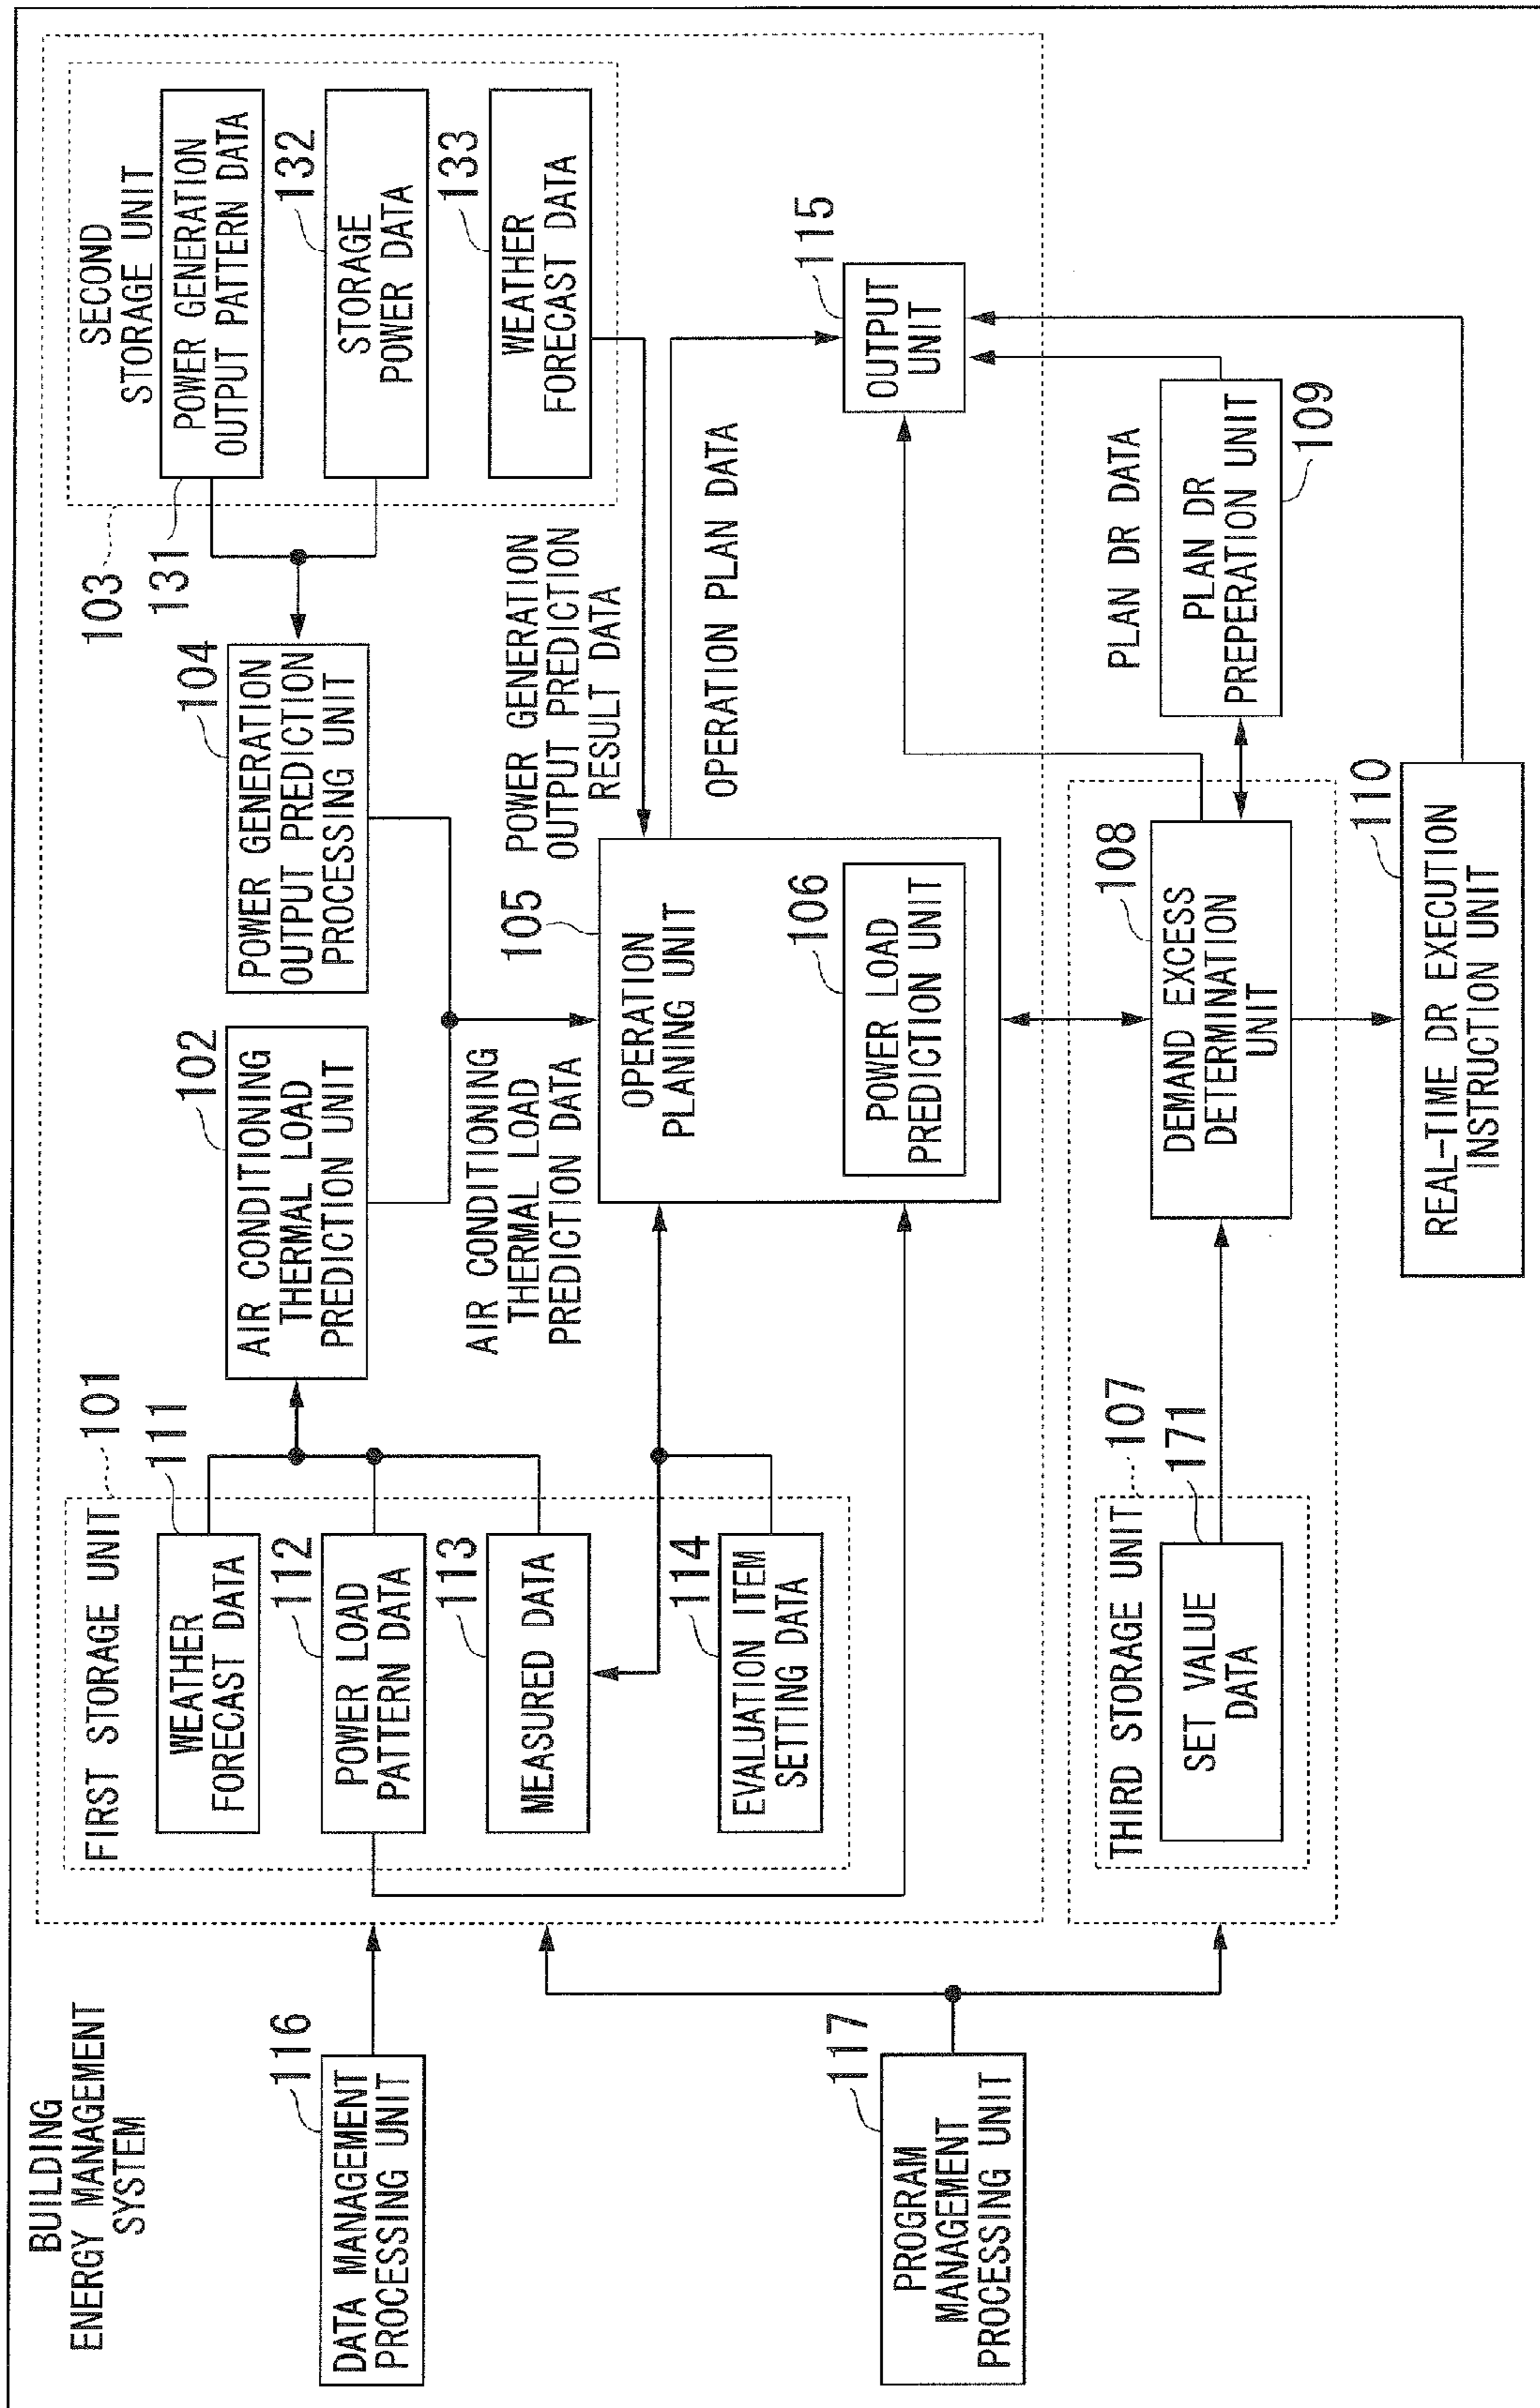 BUILDING
ENERGY MANAGEMENT
SYSTEM
116
DATA MANAGEMENT
PROCESSING UNIT
117
PROGRAM
MANAGEMENT
PROCESSING UNIT
FIRST STORAGE UNIT
101
111
WEATHER
FORECAST DATA
112
POWER LOAD
PATTERN DATA
113
MEASURED DATA
114
EVALUATION ITEM
SETTING DATA
102
AIR CONDITIONING
THERMAL LOAD
PREDICTION UNIT
AIR CONDITIONING
THERMAL LOAD
PREDICTION DATA
104
POWER GENERATION
OUTPUT PREDICTION
PROCESSING UNIT
103
SECOND
STORAGE UNIT
131
POWER GENERATION
OUTPUT PATTERN DATA
132
STORAGE
POWER DATA
133
WEATHER
FORECAST DATA
POWER GENERATION
OUTPUT PREDICTION
RESULT DATA
105
OPERATION
PLANING UNIT
106
POWER LOAD
PREDICTION UNIT
OPERATION PLAN DATA
115
OUTPUT
UNIT
THIRD STORAGE UNIT
107
171
SET VALUE
DATA
108
DEMAND EXCESS
DETERMINATION
UNIT
PLAN DR DATA
PLAN DR
PREPERATION UNIT
109
110
REAL-TIME DR EXECUTION
INSTRUCTION UNIT